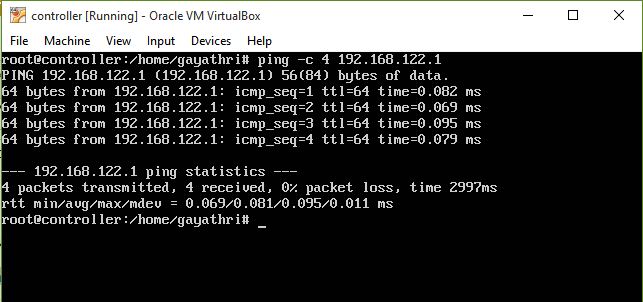 controller [Running] - Oracle VM VirtualBox
File Machine View Input Devices Help
root@controller:/home/gayathri# ping -c 4 192.168.122.1
PING 192.168.122.1 (192.168.122.1) 56(84) bytes of data.
64 bytes from 192.168.122.1: icmp_seq=1 ttl=64 time=0.082 ms
64 bytes from 192.168.122.1: icmp_seq=2 ttl=64 time=0.069 ms
64 bytes from 192.168.122.1: icmp_seq=3 ttl=64 time=0.095 ms
64 bytes from 192.168.122.1: icmp_seq=4 ttl=64 time=0.079 ms
--- 192.168.122.1 ping statistics ---
4 packets transmitted, 4 received, 0% packet loss, time 2997ms
rtt min/avg/max/mdev = 0.069/0.081/0.095/0.011 ms
root@controller:/home/gayathri# _